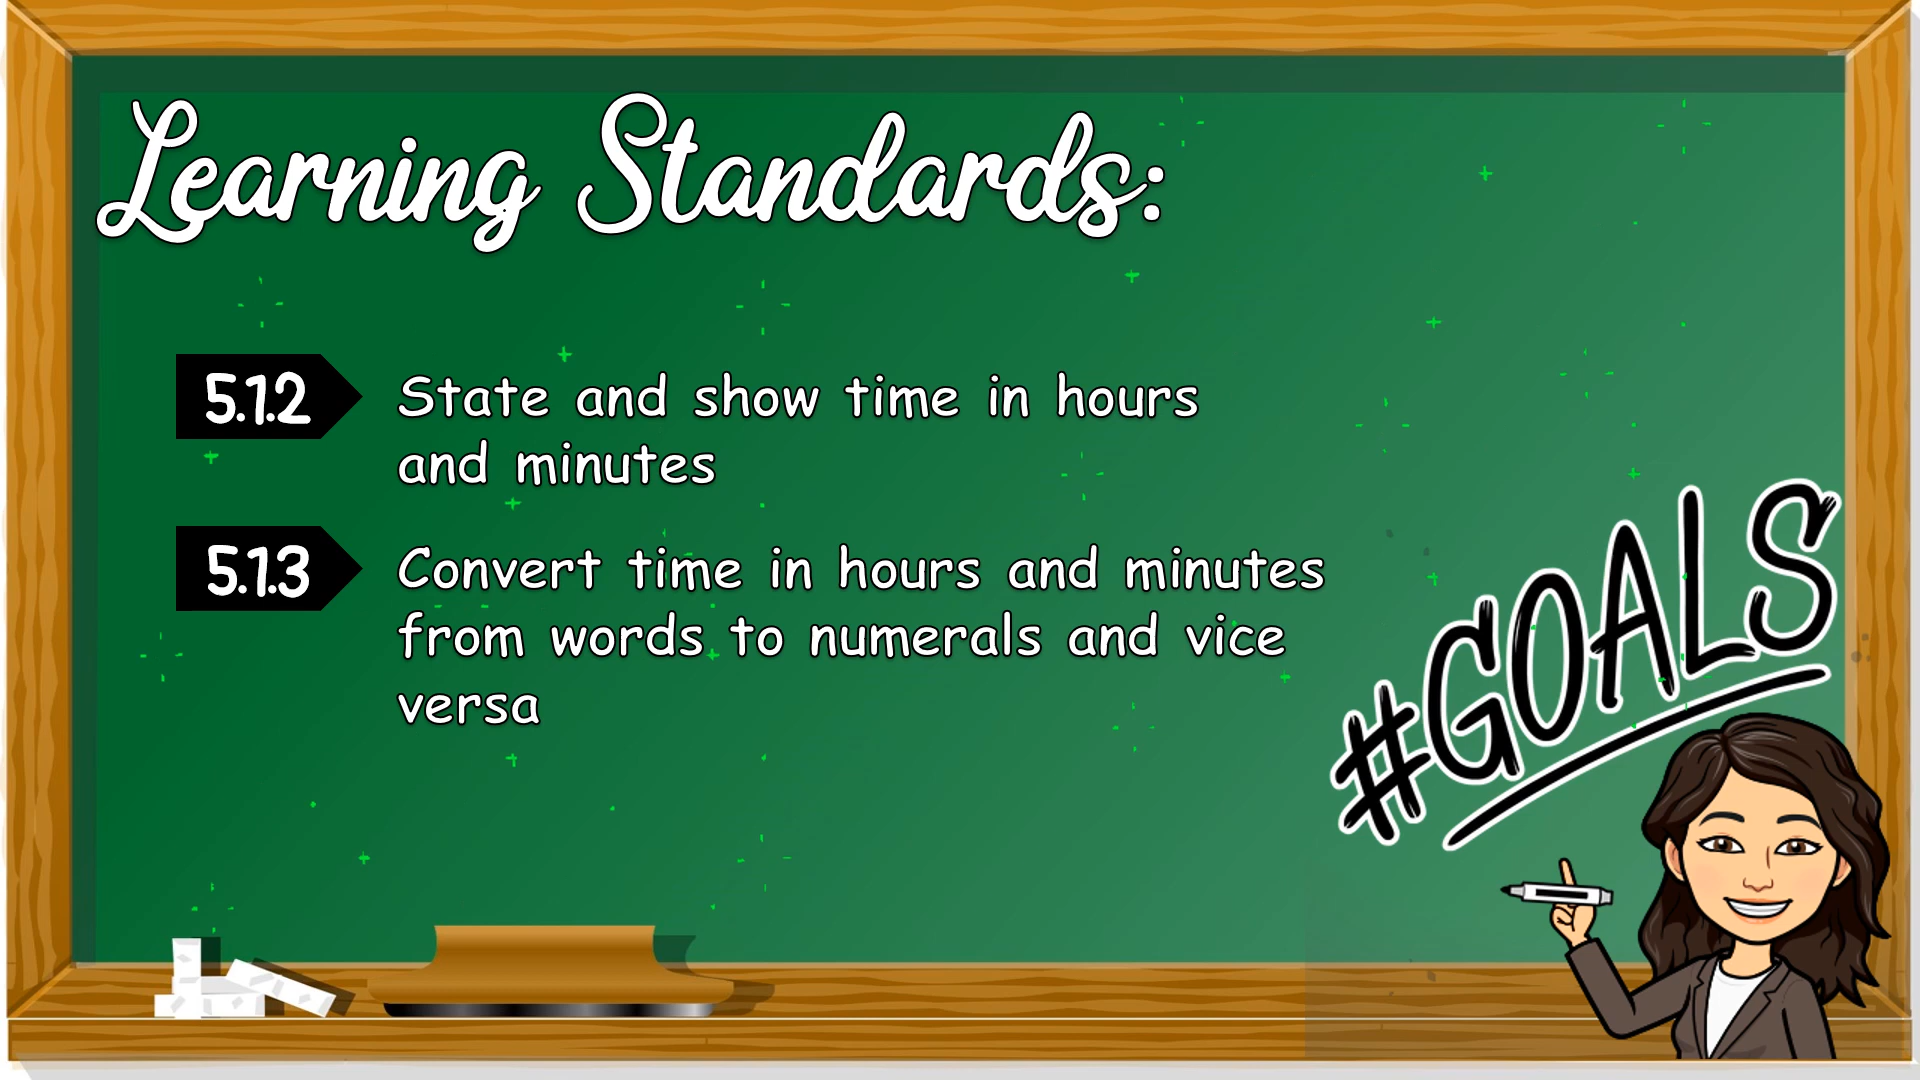 Learning Standards:
5.1.2
State and show time in hours
and minutes
5.1.3
Convert time in hours and minutes
from words to numerals and vice
versa
#GOALS